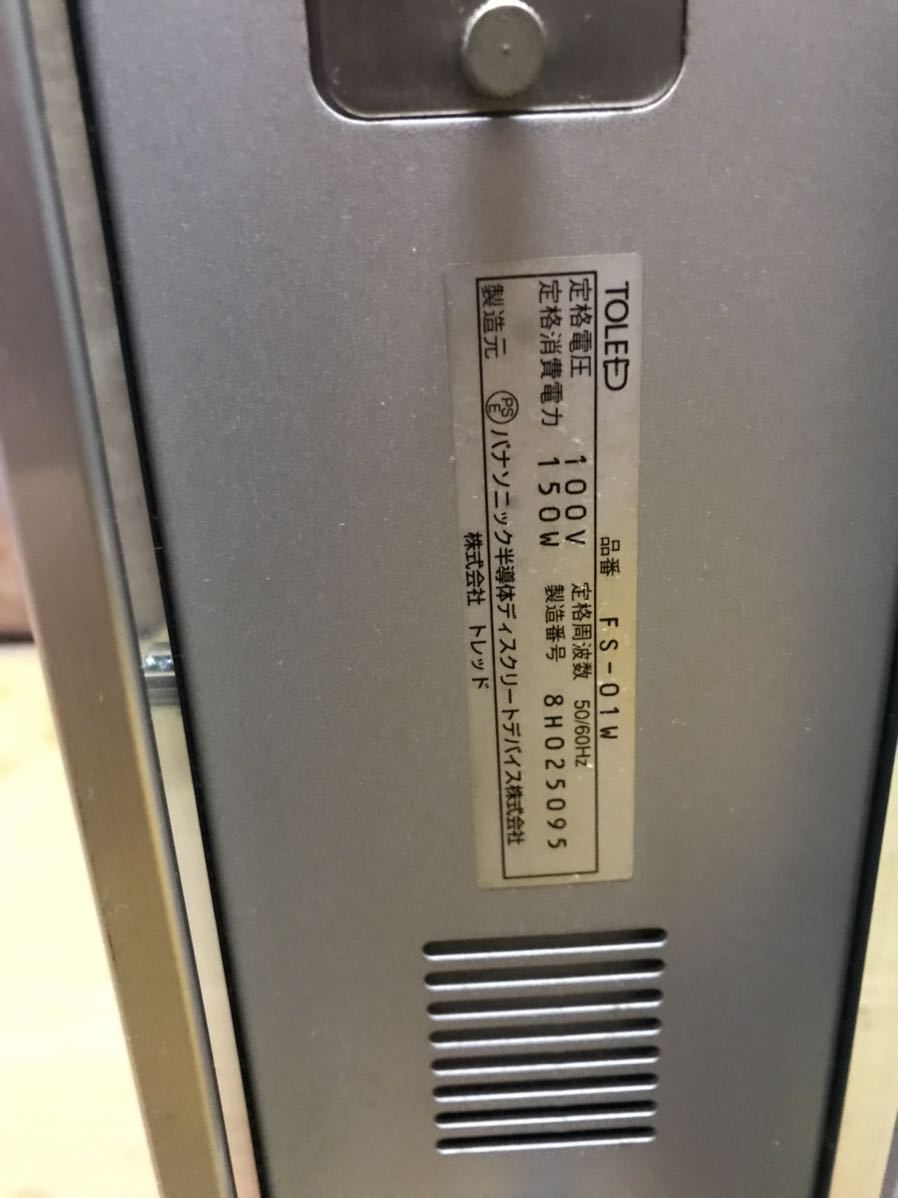 TOLED 品番 FS-01W
定格電圧 100V 定格周波数 50/60Hz
定格消費電力 150W 製造番号 8H025095
製造元 PSE パナソニック半導体ディスクリートデバイス株式会社
株式会社 トレッド